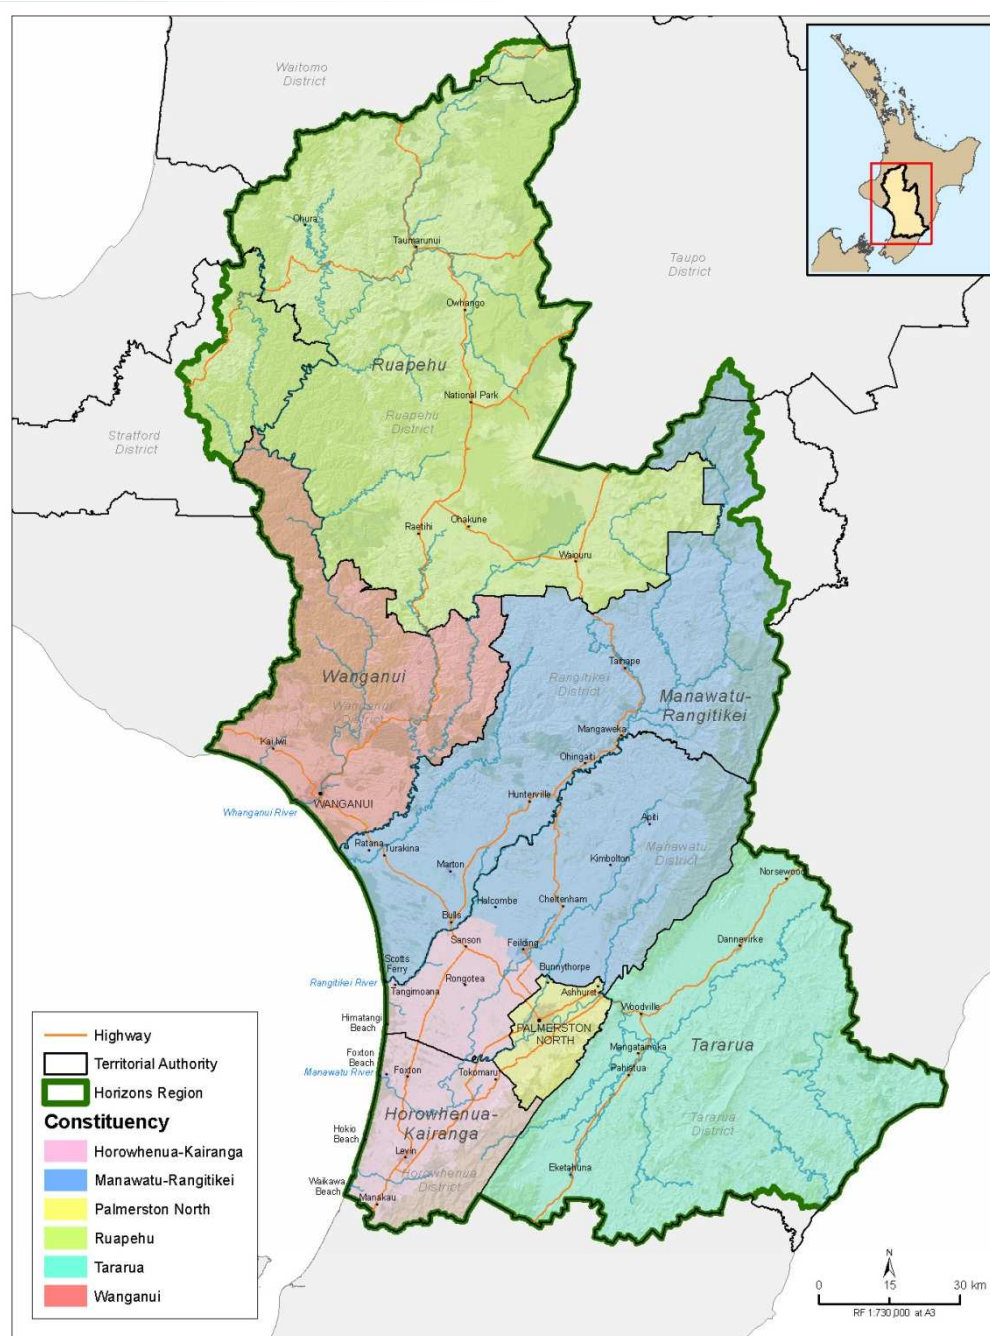 Waitomo
District
Ohura
Taumarunui
Taupo
District
Owhango
Ruapehu
National Park
Ruapehu
District
Stratford
District
Raetihi
Ohakune
Waiouru
Taihape
Wanganui
Rangitikei
District
Manawatu-
Rangitikei
Wanganui
District
Mangaweka
Kai Iwi
Ohingaiti
WANGANUI
Hunterville
Whanganui River
Apiti
Ratana
Turakina
Manawatu
District
Marton
Kimbolton
Norsewood
Halcombe
Cheltenham
Bulls
Sanson
Feilding
Dannevirke
Scotts
Ferry
Bunnythorpe
Rangitikei River
Rongotea
Ashhurst
Tangimoana
Woodville
Himatangi
Beach
PALMERSTON
NORTH
Mangatainoka
Tararua
Foxton
Beach
Manawatu River
Foxton
Tokomaru
Pahiatua
Horowhenua-
Kairanga
Tararua
District
Hokio
Beach
Levin
Eketahuna
Horowhenua
District
Waikawa
Beach
Manakau
Highway
Territorial Authority
Horizons Region
Constituency
Horowhenua-Kairanga
Manawatu-Rangitikei
Palmerston North
Ruapehu
Tararua
Wanganui
N
0 15 30 km
RF 1:730,000 at A3